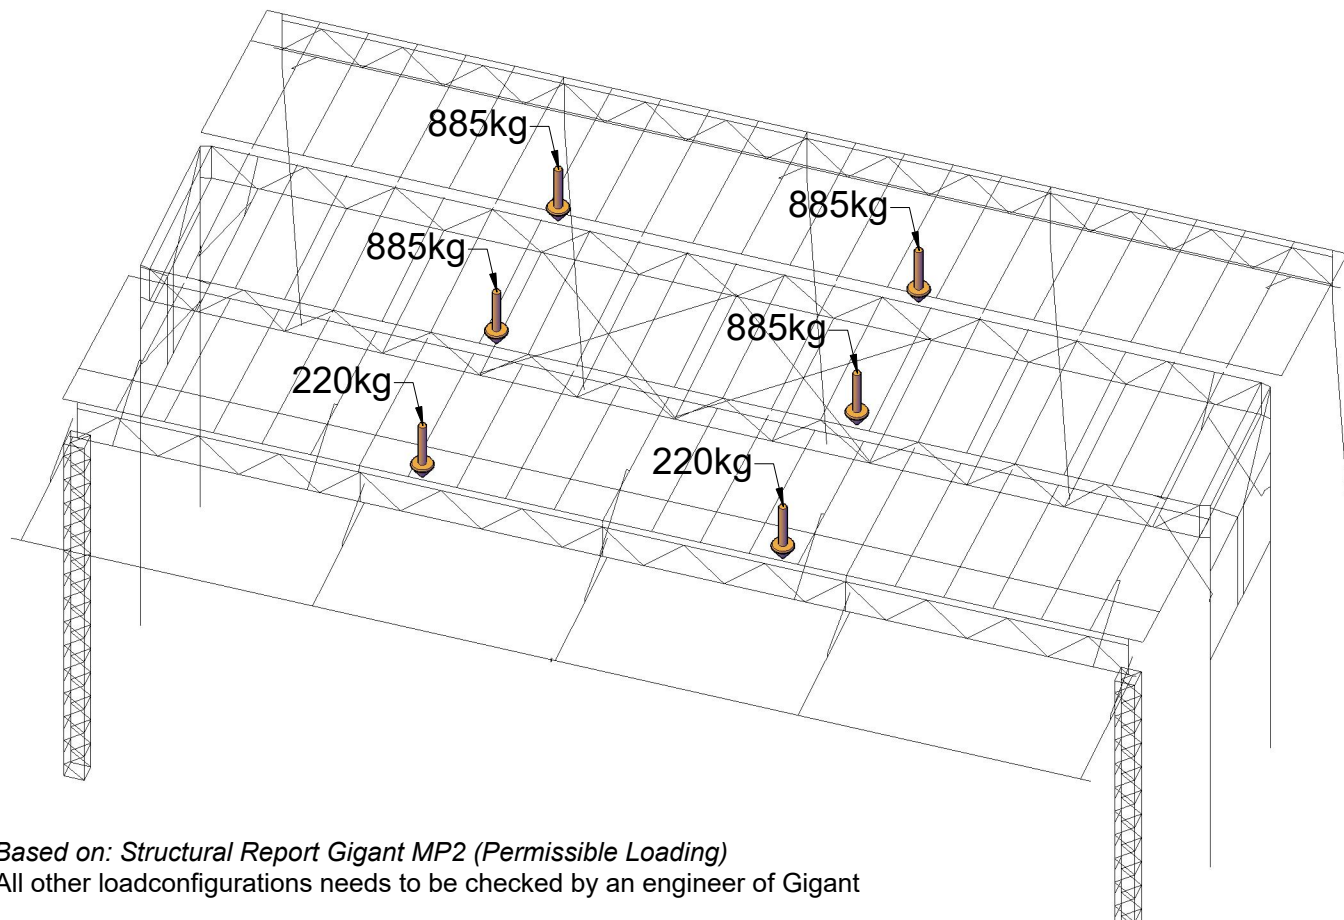 885kg
885kg
885kg
885kg
220kg
220kg
Based on: Structural Report Gigant MP2 (Permissible Loading)
All other loadconfigurations needs to be checked by an engineer of Gigant